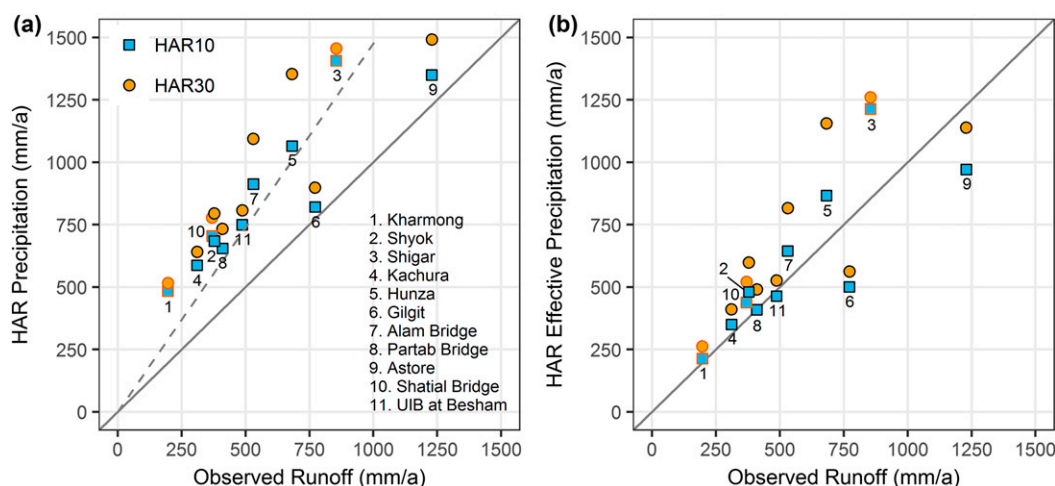 (a)
HAR10
HAR30
HAR Precipitation (mm/a)
1500
1250
1000
750
500
250
0
0 250 500 750 1000 1250 1500
Observed Runoff (mm/a)
3
9
5
7
6
10
2
8
11
4
1
1. Kharmong
2. Shyok
3. Shigar
4. Kachura
5. Hunza
6. Gilgit
7. Alam Bridge
8. Partab Bridge
9. Astore
10. Shatial Bridge
11. UIB at Besham
(b)
HAR Effective Precipitation (mm/a)
1500
1250
1000
750
500
250
0
0 250 500 750 1000 1250 1500
Observed Runoff (mm/a)
3
9
5
7
2
10
6
11
8
4
1